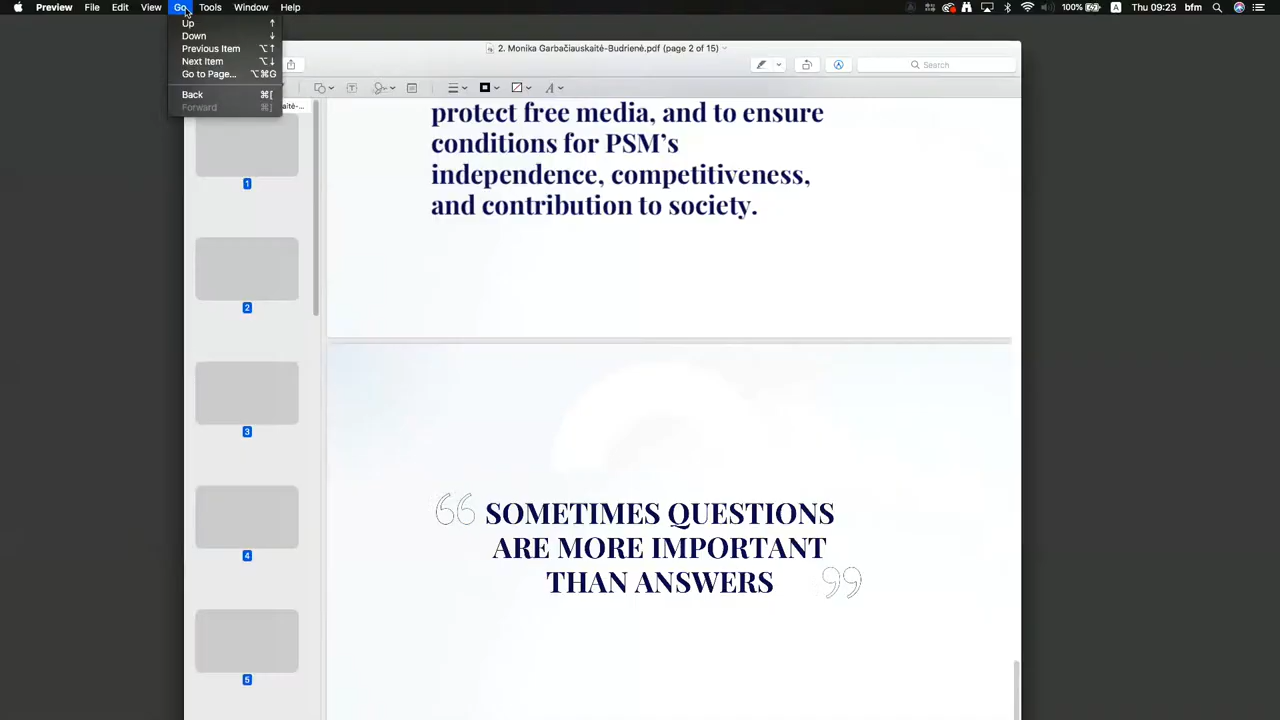 Preview File Edit View Go Tools Window Help 100% A Thu 09:23 bfm
Up ↑
Down ↓
Previous Item ⌥↑
Next Item ⌥↓
Go to Page... ⌥⌘G
Back ⌘[
Forward ⌘]
2. Monika Garbačiauskaitė-Budrienė.pdf (page 2 of 15)
Search
aitė-...
1
2
3
4
5
protect free media, and to ensure
conditions for PSM's
independence, competitiveness,
and contribution to society.
“ SOMETIMES QUESTIONS
ARE MORE IMPORTANT
THAN ANSWERS ”